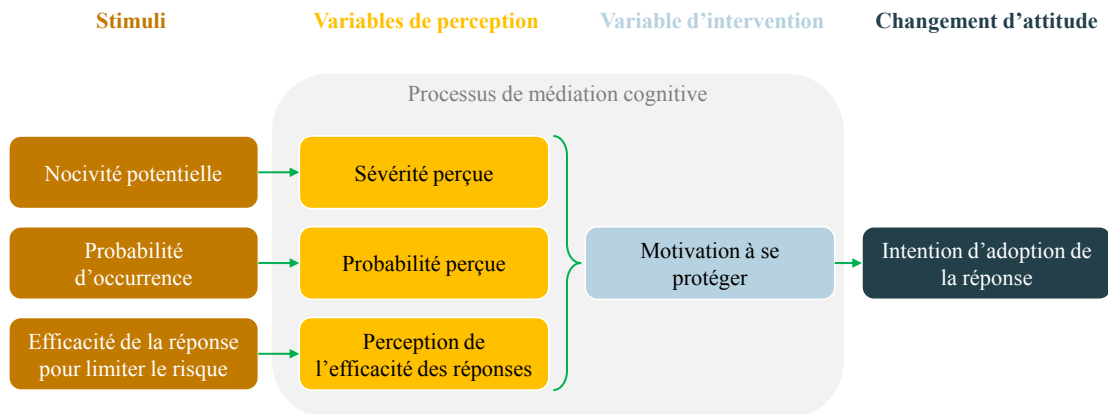 Stimuli
Variables de perception
Variable d’intervention
Changement d’attitude
Processus de médiation cognitive
Nocivité potentielle
Sévérité perçue
Probabilité
d’occurrence
Probabilité perçue
Motivation à se
protéger
Intention d’adoption de
la réponse
Efficacité de la réponse
pour limiter le risque
Perception de
l’efficacité des réponses